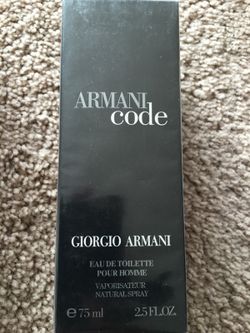 ARMANI
code
GIORGIO ARMANI
EAU DE TOILETTE
POUR HOMME
VAPORISATEUR
NATURAL SPRAY
℮ 75 ml 2.5 FL.OZ.